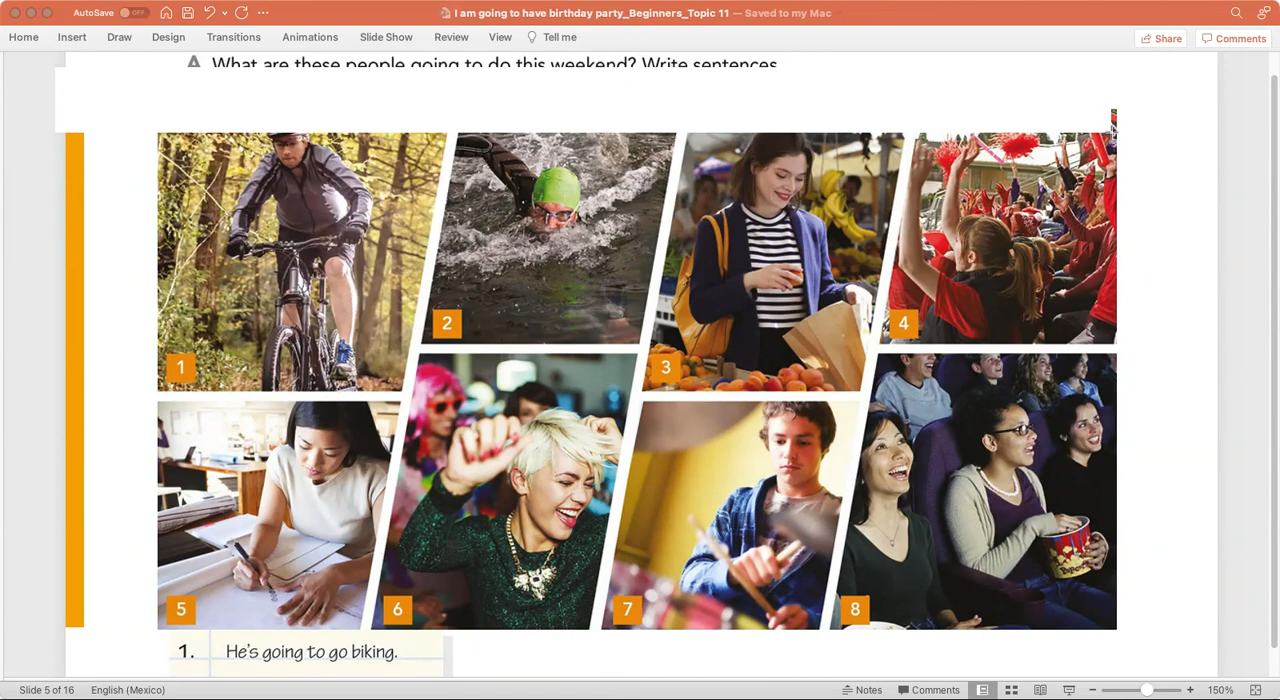 AutoSave OFF
I am going to have birthday party_Beginners_Topic 11 — Saved to my Mac
Home Insert Draw Design Transitions Animations Slide Show Review View Tell me Share Comments
A What are these people going to do this weekend? Write sentences.
1
2
3
4
5
6
7
8
1. He's going to go biking.
Slide 5 of 16 English (Mexico) Notes Comments 150%